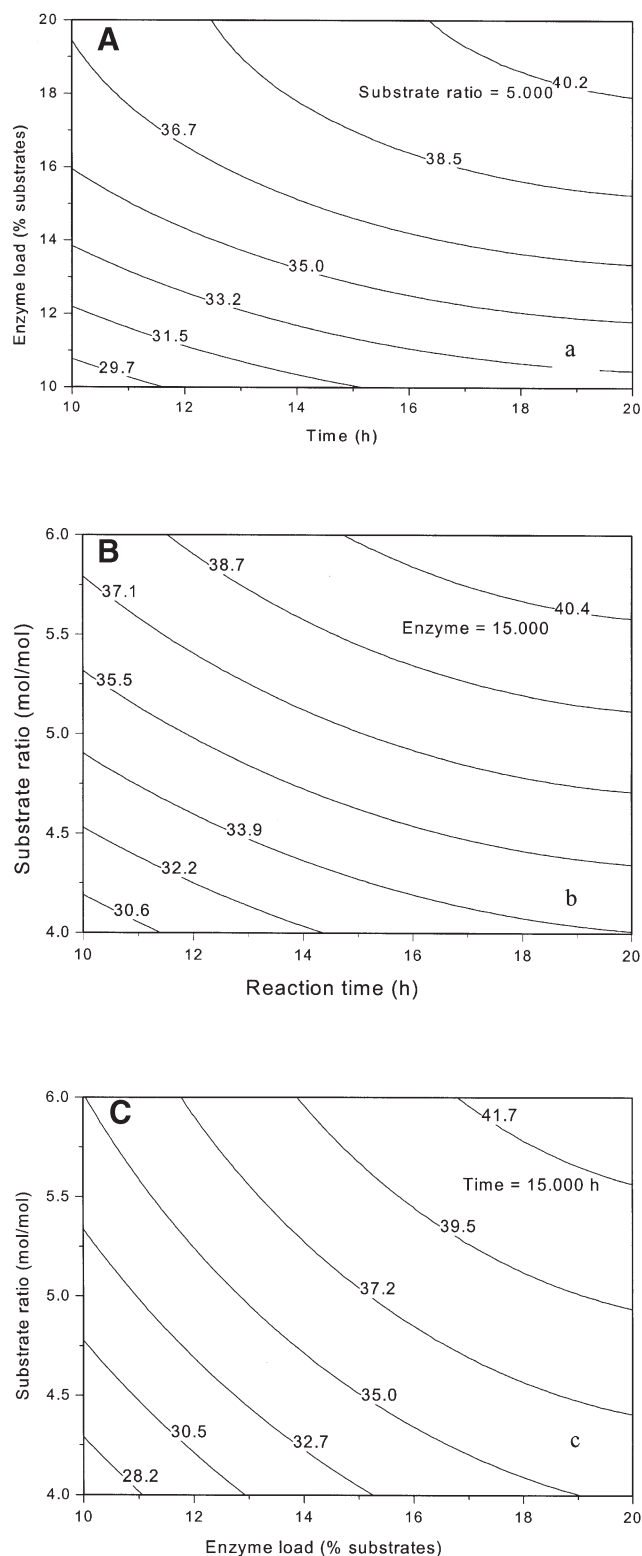 A
20
40.2
Substrate ratio = 5.000
18
36.7
38.5
16
Enzyme load (% substrates)
14
35.0
33.2
12
31.5
a
29.7
10
10 12 14 16 18 20
Time (h)
6.0
B
38.7
37.1
40.4
5.5
Enzyme = 15.000
35.5
5.0
Substrate ratio (mol/mol)
4.5
33.9
32.2
b
30.6
4.0
10 12 14 16 18 20
Reaction time (h)
6.0
C
41.7
5.5
Time = 15.000 h
39.5
5.0
37.2
Substrate ratio (mol/mol)
4.5
35.0
30.5
32.7
c
28.2
4.0
10 12 14 16 18 20
Enzyme load (% substrates)